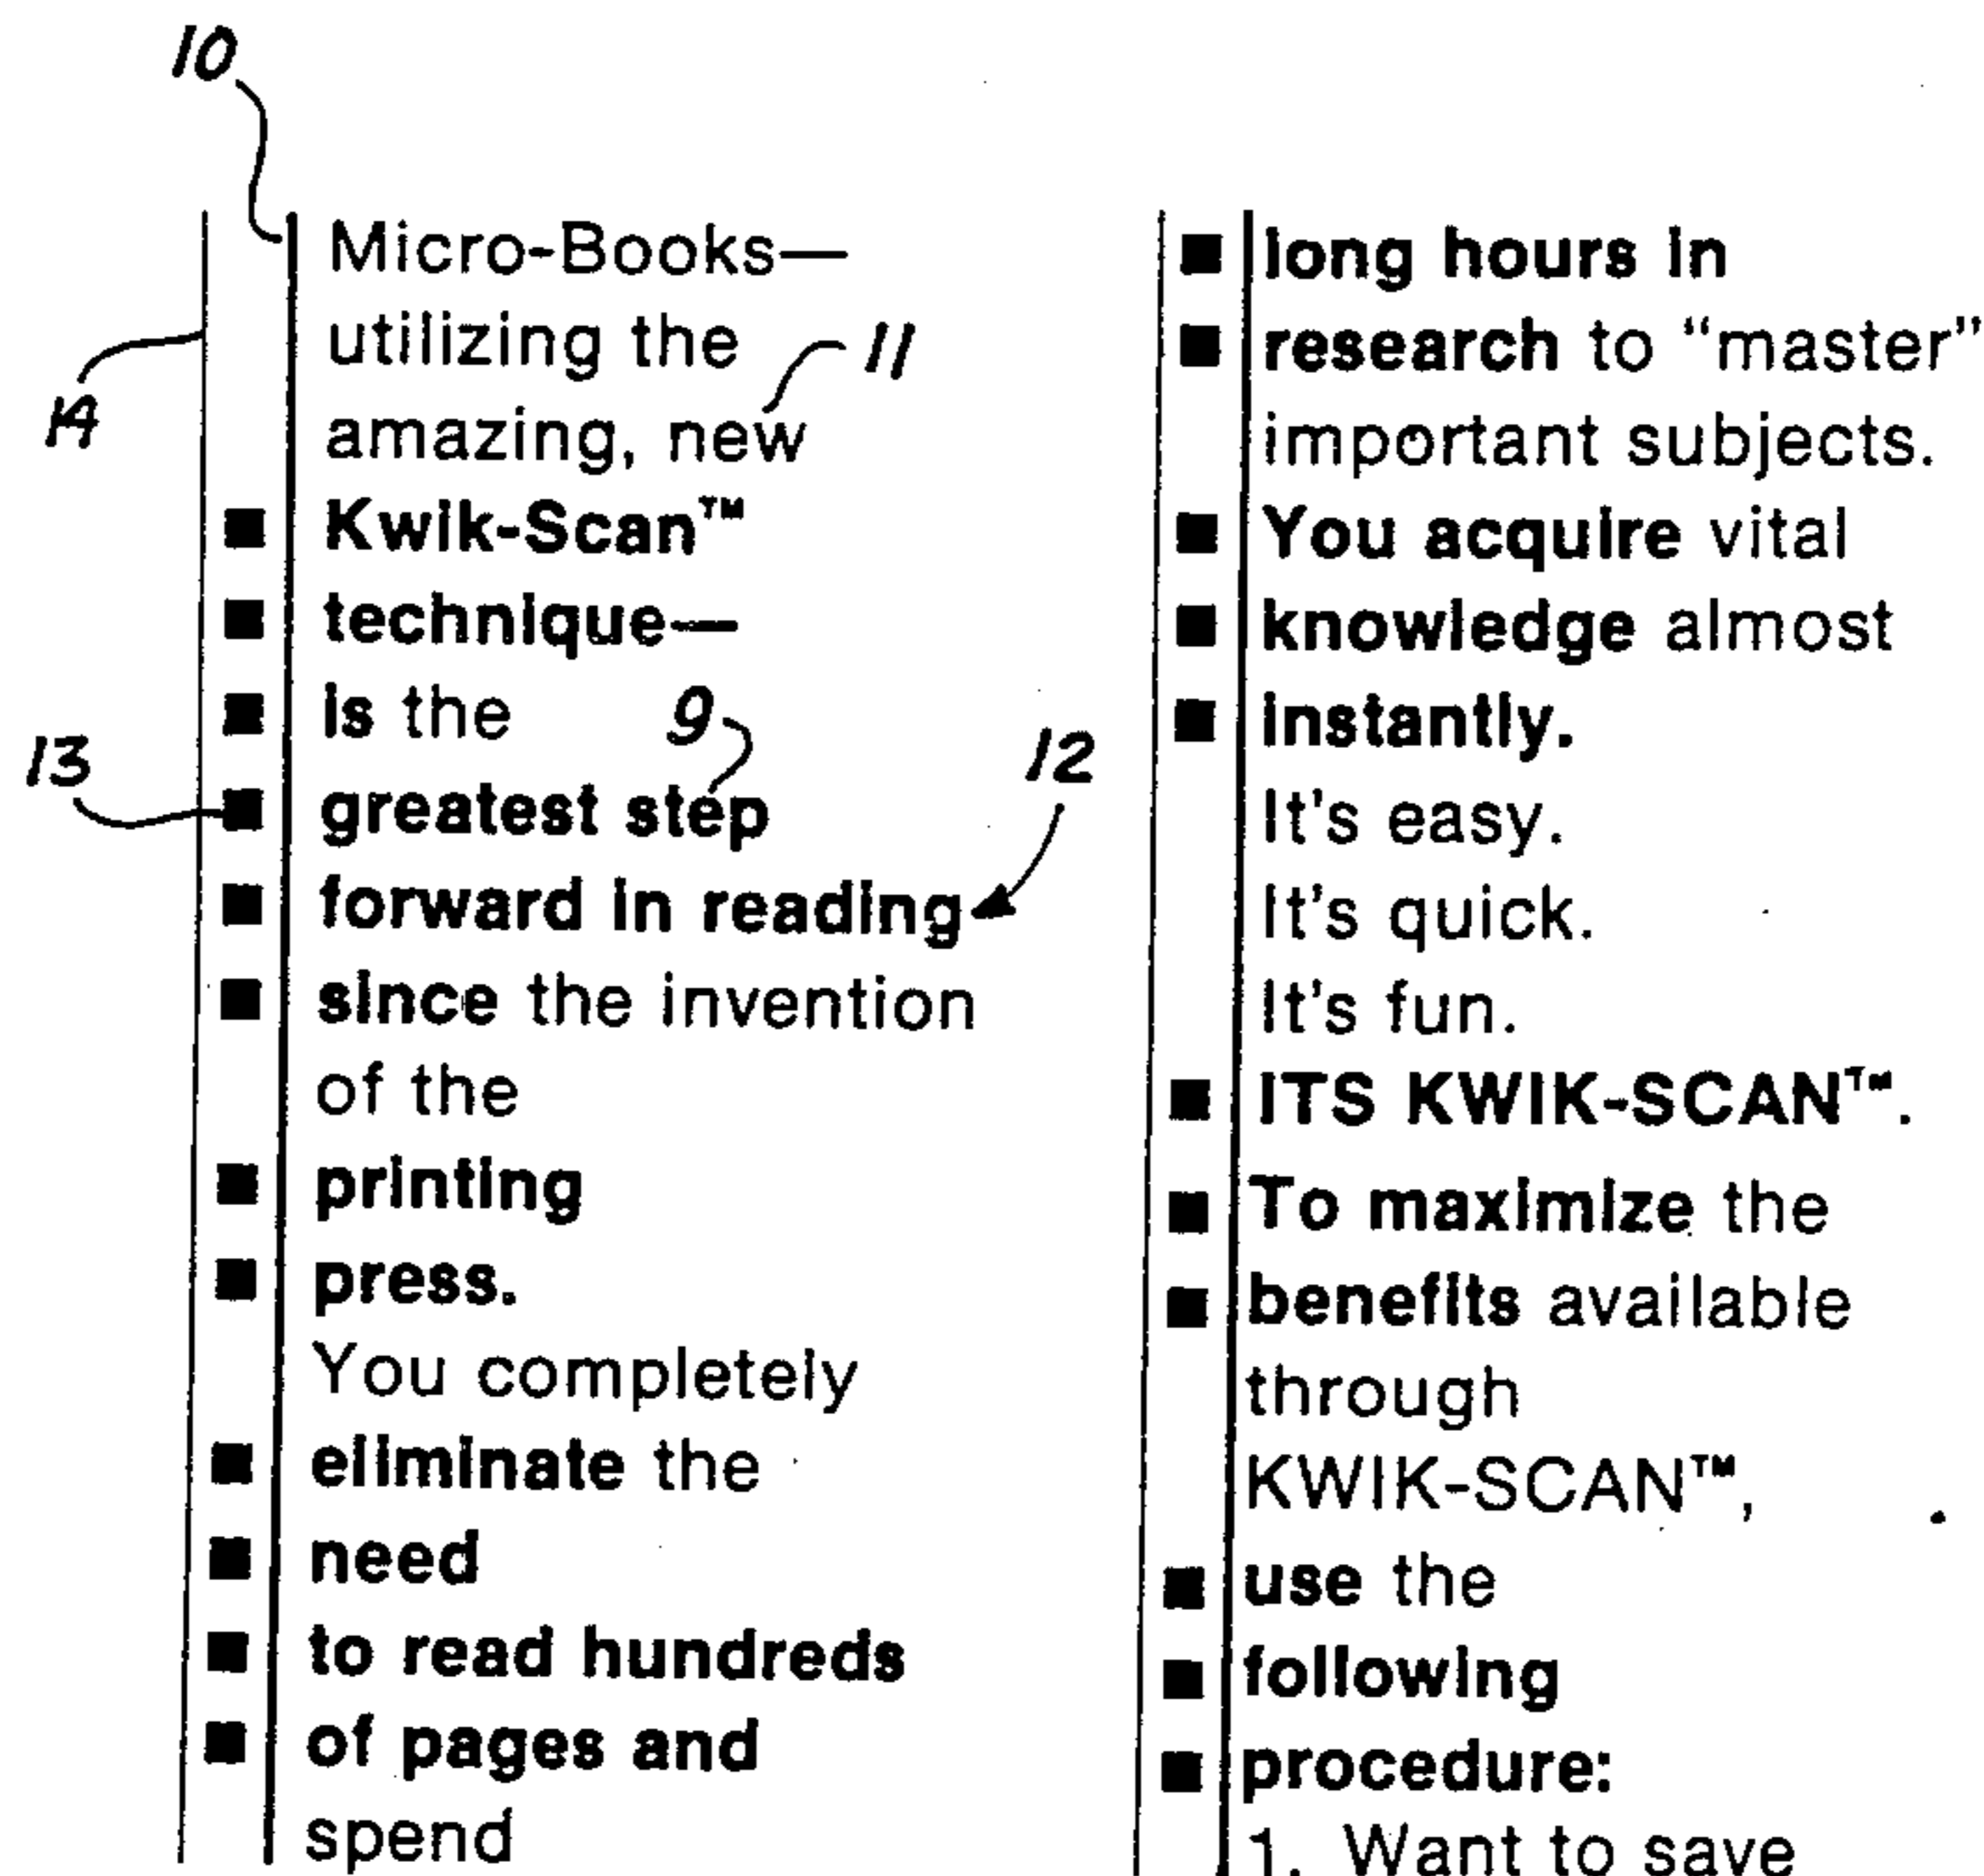 10
Micro-Books—
utilizing the
11
14
amazing, new
Kwik-Scan™
technique—
is the
9
12
13
greatest step
forward in reading
since the invention
of the
printing
press.
You completely
eliminate the
need
to read hundreds
of pages and
spend
long hours in
research to “master”
important subjects.
You acquire vital
knowledge almost
instantly.
It's easy.
It's quick.
It's fun.
ITS KWIK-SCAN™.
To maximize the
benefits available
through
KWIK-SCAN™,
use the
following
procedure:
1. Want to save